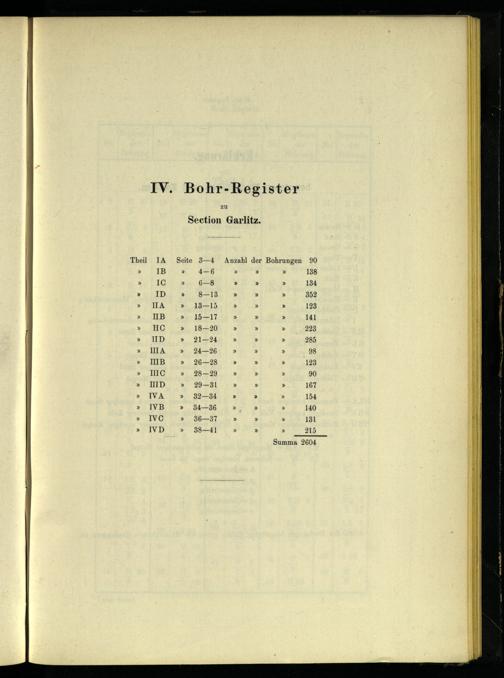 IV. Bohr-Register
zu
Section Garlitz.
Theil IA Seite 3—4 Anzahl der Bohrungen 90
» IB » 4—6 » » » 138
» IC » 6—8 » » » 134
» ID » 8—13 » » » 352
» IIA » 13—15 » » » 123
» IIB » 15—17 » » » 141
» IIC » 18—20 » » » 223
» IID » 21—24 » » » 285
» IIIA » 24—26 » » » 98
» IIIB » 26—28 » » » 123
» IIIC » 28—29 » » » 90
» IIID » 29—31 » » » 167
» IVA » 32—34 » » » 154
» IVB » 34—36 » » » 140
» IVC » 36—37 » » » 131
» IVD » 38—41 » » » 215
Summa 2604